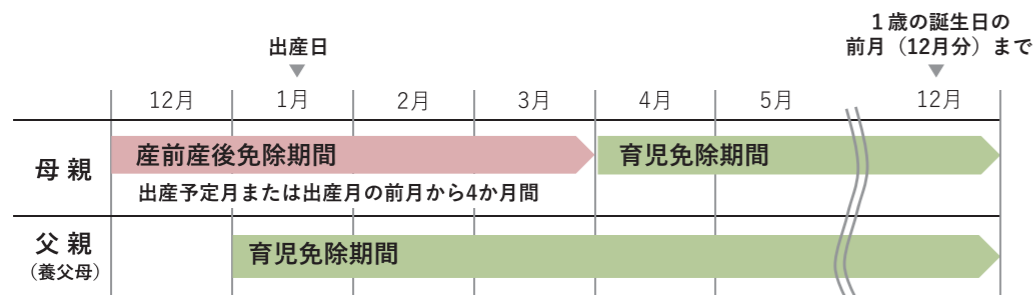 出産日
1歳の誕生日の
前月（12月分）まで
12月 1月 2月 3月 4月 5月 12月
母親
産前産後免除期間 育児免除期間
出産予定月または出産月の前月から4か月間
父親
（養父母）
育児免除期間